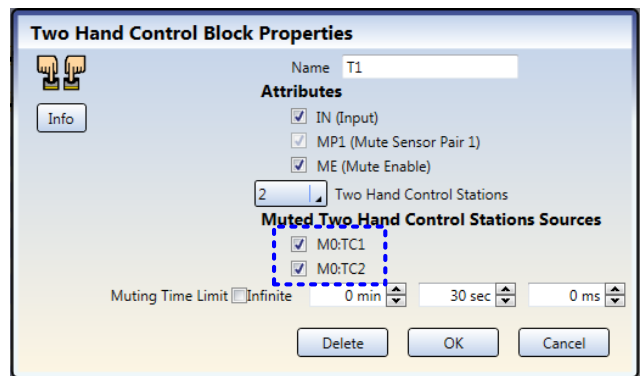 Two Hand Control Block Properties
Name T1
Attributes
Info
IN (Input)
MP1 (Mute Sensor Pair 1)
ME (Mute Enable)
2 Two Hand Control Stations
Muted Two Hand Control Stations Sources
M0:TC1
M0:TC2
Muting Time Limit Infinite 0 min 30 sec 0 ms
Delete OK Cancel